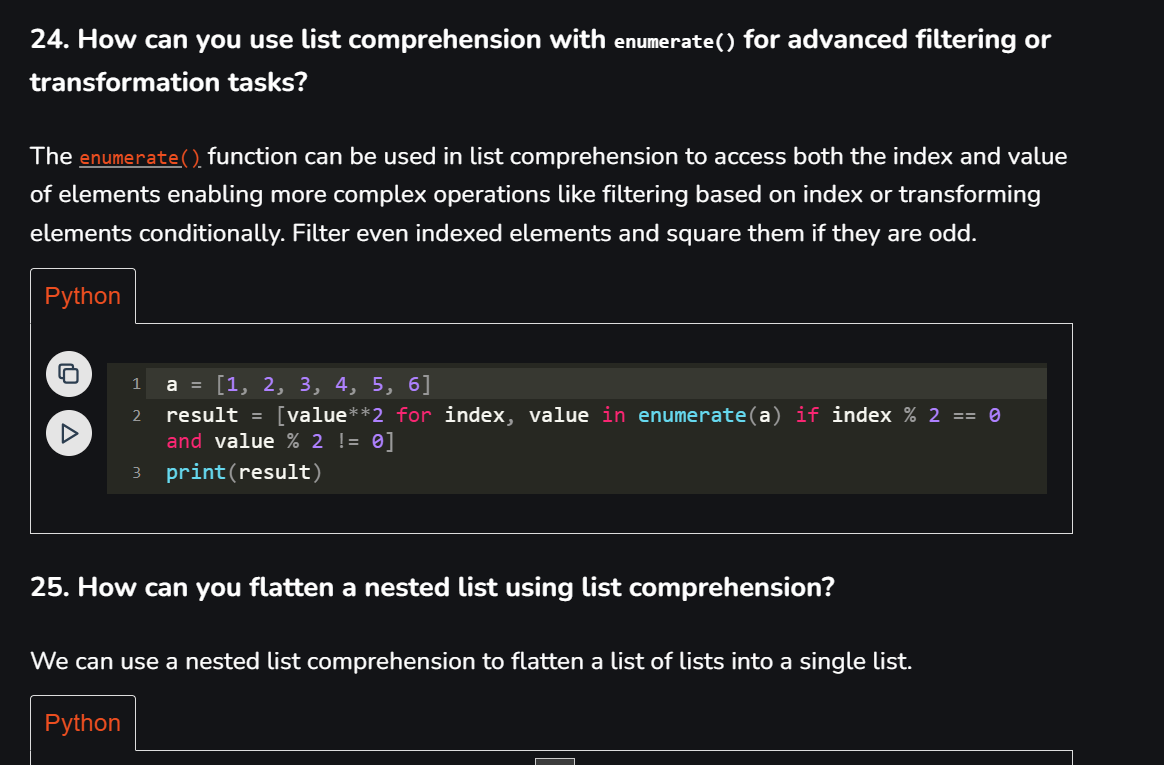 24. How can you use list comprehension with enumerate() for advanced filtering or
transformation tasks?
The enumerate() function can be used in list comprehension to access both the index and value
of elements enabling more complex operations like filtering based on index or transforming
elements conditionally. Filter even indexed elements and square them if they are odd.
Python
1 a = [1, 2, 3, 4, 5, 6]
2 result = [value**2 for index, value in enumerate(a) if index % 2 == 0
and value % 2 != 0]
3 print(result)
25. How can you flatten a nested list using list comprehension?
We can use a nested list comprehension to flatten a list of lists into a single list.
Python